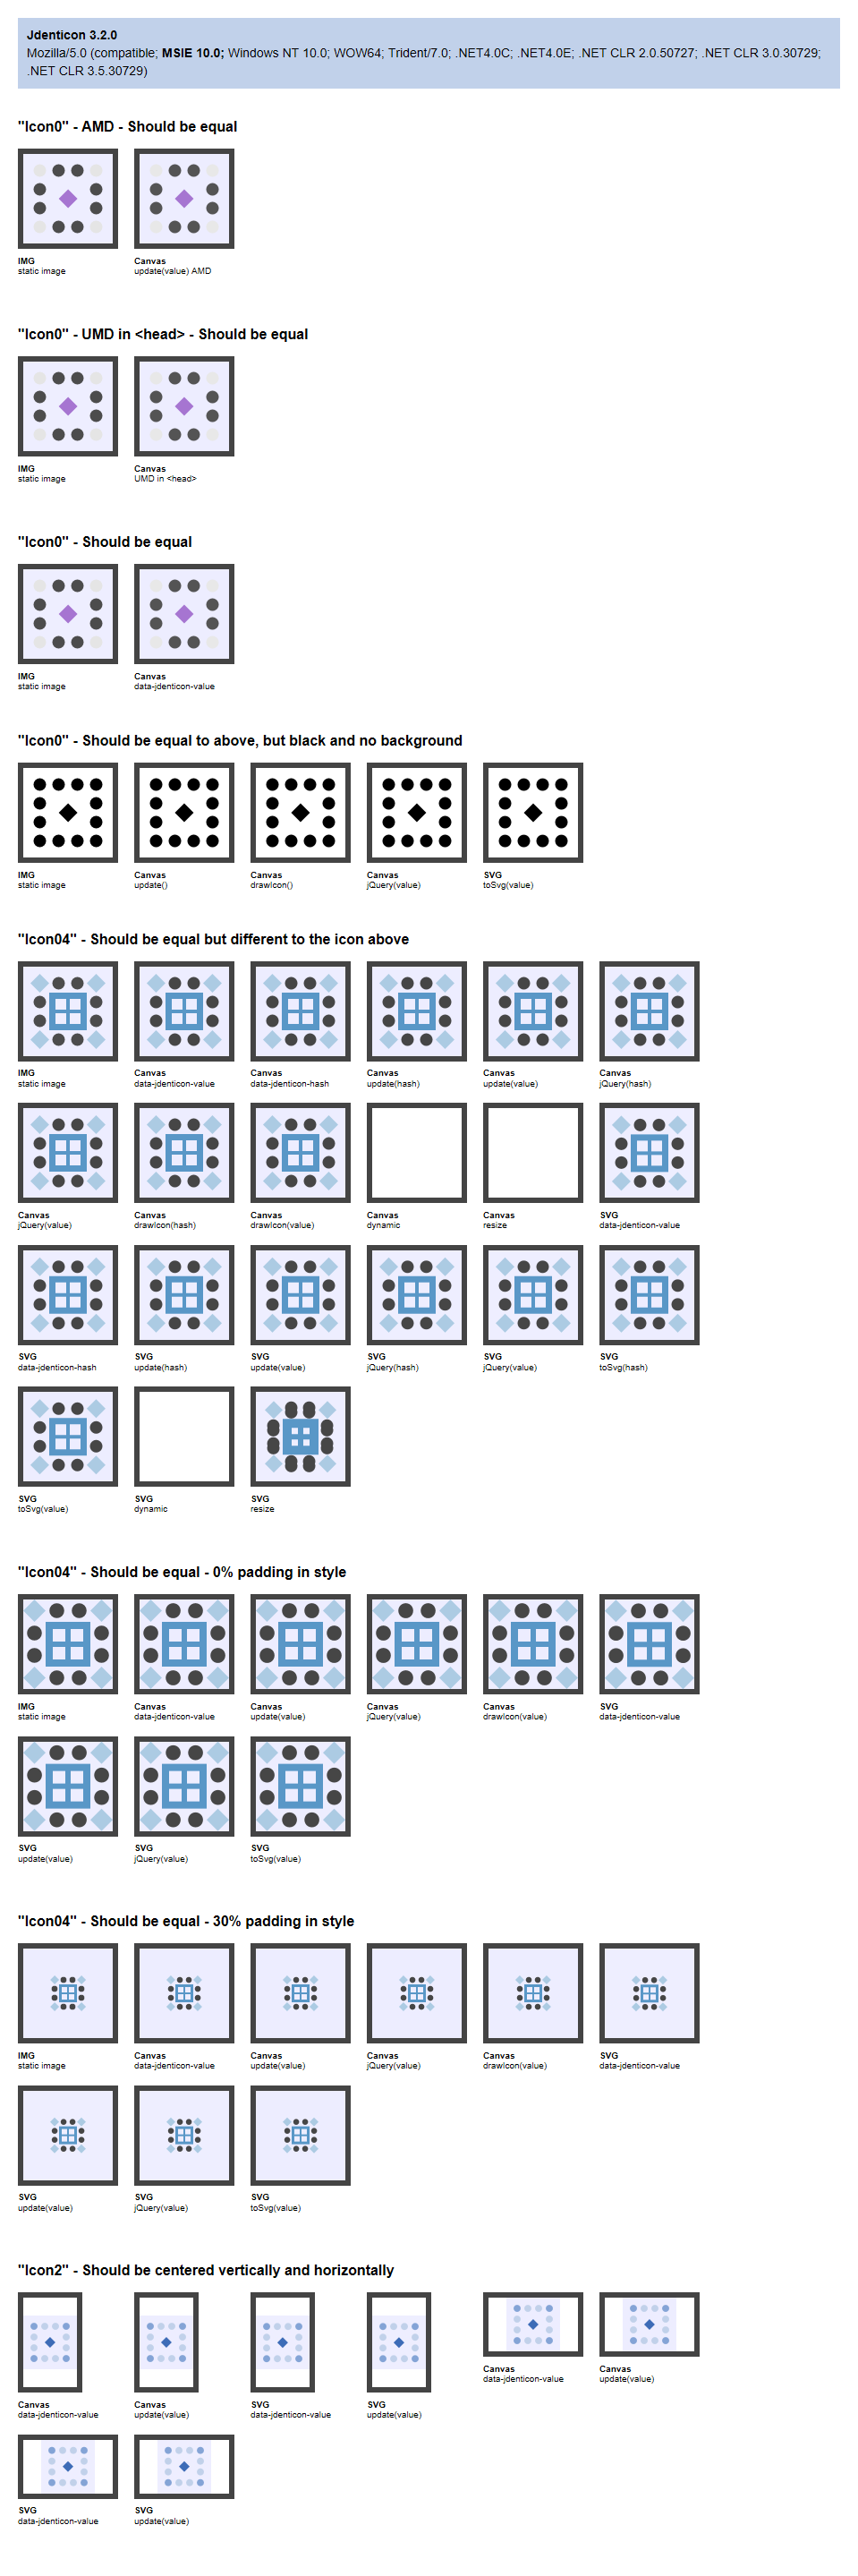 Jdenticon 3.2.0
Mozilla/5.0 (compatible; MSIE 10.0; Windows NT 10.0; WOW64; Trident/7.0; .NET4.0C; .NET4.0E; .NET CLR 2.0.50727; .NET CLR 3.0.30729;
.NET CLR 3.5.30729)
"Icon0" - AMD - Should be equal
IMG Canvas
static image update(value) AMD
"Icon0" - UMD in <head> - Should be equal
IMG Canvas
static image UMD in <head>
"Icon0" - Should be equal
IMG Canvas
static image data-jdenticon-value
"Icon0" - Should be equal to above, but black and no background
IMG Canvas Canvas Canvas SVG
static image update() drawIcon() jQuery(value) toSvg(value)
"Icon04" - Should be equal but different to the icon above
IMG Canvas Canvas Canvas Canvas Canvas
static image data-jdenticon-value data-jdenticon-hash update(hash) update(value) jQuery(hash)
Canvas Canvas Canvas Canvas Canvas SVG
jQuery(value) drawIcon(hash) drawIcon(value) dynamic resize data-jdenticon-value
SVG SVG SVG SVG SVG SVG
data-jdenticon-hash update(hash) update(value) jQuery(hash) jQuery(value) toSvg(hash)
SVG SVG SVG
toSvg(value) dynamic resize
"Icon04" - Should be equal - 0% padding in style
IMG Canvas Canvas Canvas Canvas SVG
static image data-jdenticon-value update(value) jQuery(value) drawIcon(value) data-jdenticon-value
SVG SVG SVG
update(value) jQuery(value) toSvg(value)
"Icon04" - Should be equal - 30% padding in style
IMG Canvas Canvas Canvas Canvas SVG
static image data-jdenticon-value update(value) jQuery(value) drawIcon(value) data-jdenticon-value
SVG SVG SVG
update(value) jQuery(value) toSvg(value)
"Icon2" - Should be centered vertically and horizontally
Canvas Canvas
data-jdenticon-value update(value)
Canvas Canvas SVG SVG
data-jdenticon-value update(value) data-jdenticon-value update(value)
SVG SVG
data-jdenticon-value update(value)